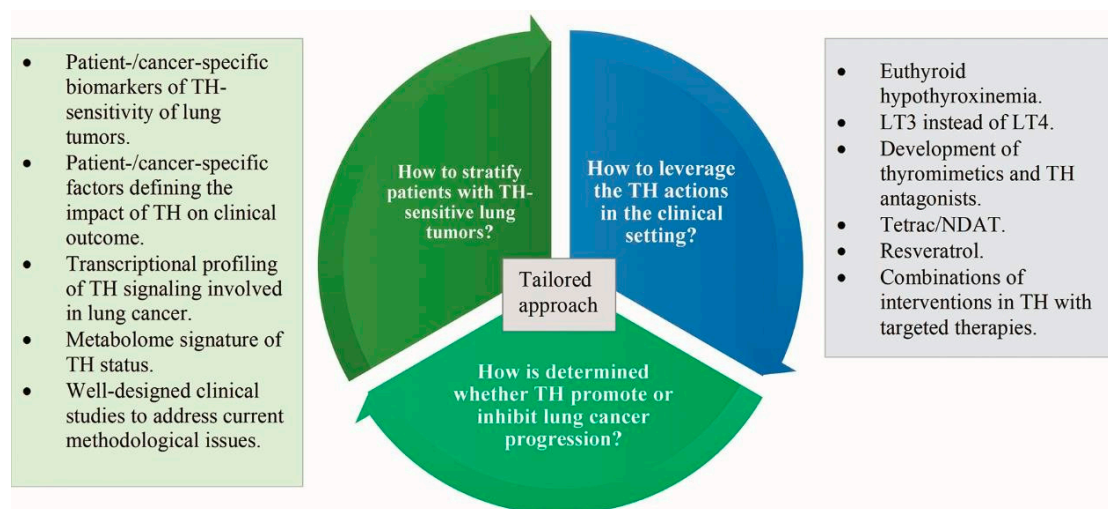 • Patient-/cancer-specific
biomarkers of TH-
sensitivity of lung
tumors.
• Patient-/cancer-specific
factors defining the
impact of TH on clinical
outcome.
• Transcriptional profiling
of TH signaling involved
in lung cancer.
• Metabolome signature of
TH status.
• Well-designed clinical
studies to address current
methodological issues.
How to stratify
patients with TH-
sensitive lung
tumors?
How to leverage
the TH actions
in the clinical
setting?
Tailored
approach
How is determined
whether TH promote or
inhibit lung cancer
progression?
• Euthyroid
hypothyroxinemia.
• LT3 instead of LT4.
• Development of
thyromimetics and TH
antagonists.
• Tetrac/NDAT.
• Resveratrol.
• Combinations of
interventions in TH with
targeted therapies.